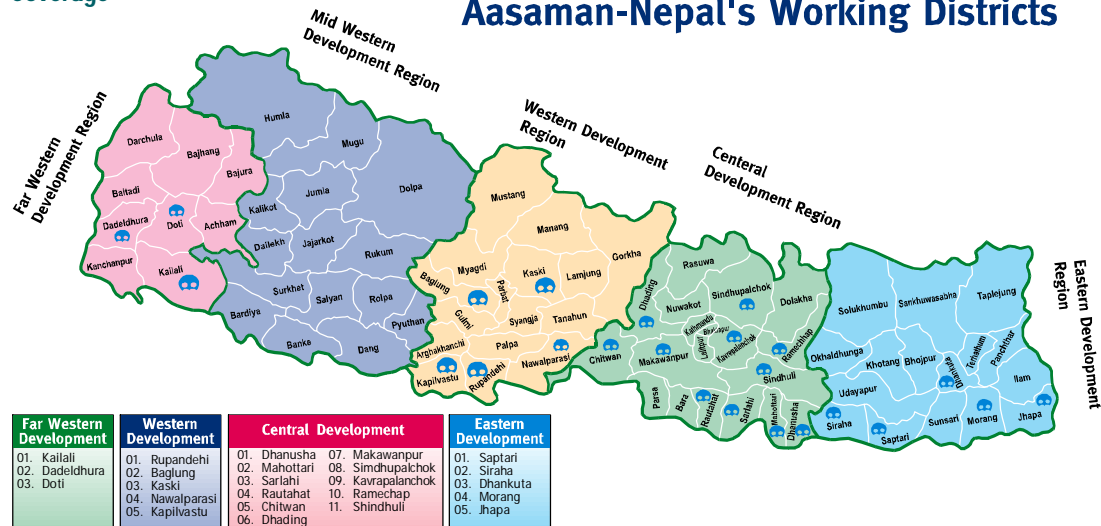 Aasaman-Nepal's Working Districts
Mid Western
Development Region
Far Western
Development Region
Western Development
Region
Centeral
Development Region
Eastern Development
Region
Darchula
Bajhang
Bajura
Baitadi
Dadeldhura
Doti
Achham
Kanchanpur
Kailali
Humla
Mugu
Dolpa
Jumla
Kalikot
Dailekh
Jajarkot
Rukum
Surkhet
Salyan
Rolpa
Bardiya
Pyuthan
Banke
Dang
Mustang
Manang
Gorkha
Myagdi
Kaski
Lamjung
Baglung
Parbat
Gulmi
Syangja
Tanahun
Arghakhanchi
Palpa
Kapilvastu
Rupandehi
Nawalparasi
Rasuwa
Dhading
Nuwakot
Sindhupalchok
Dolakha
Kathmandu
Bhaktapur
Lalitpur
Kavrepalanchok
Ramechhap
Chitwan
Makawanpur
Sindhuli
Parsa
Bara
Rautahat
Sarlahi
Mahottari
Dhanusha
Solukhumbu
Sankhuwasabha
Taplejung
Okhaldhunga
Khotang
Bhojpur
Dhankuta
Terhathum
Panchthar
Ilam
Udayapur
Siraha
Saptari
Sunsari
Morang
Jhapa
Far Western
Development
01. Kailali
02. Dadeldhura
03. Doti
Western
Development
01. Rupandehi
02. Baglung
03. Kaski
04. Nawalparasi
05. Kapilvastu
Central Development
01. Dhanusha
02. Mahottari
03. Sarlahi
04. Rautahat
05. Chitwan
06. Dhading
07. Makawanpur
08. Simdhupalchok
09. Kavrapalanchok
10. Ramechap
11. Shindhuli
Eastern
Development
01. Saptari
02. Siraha
03. Dhankuta
04. Morang
05. Jhapa